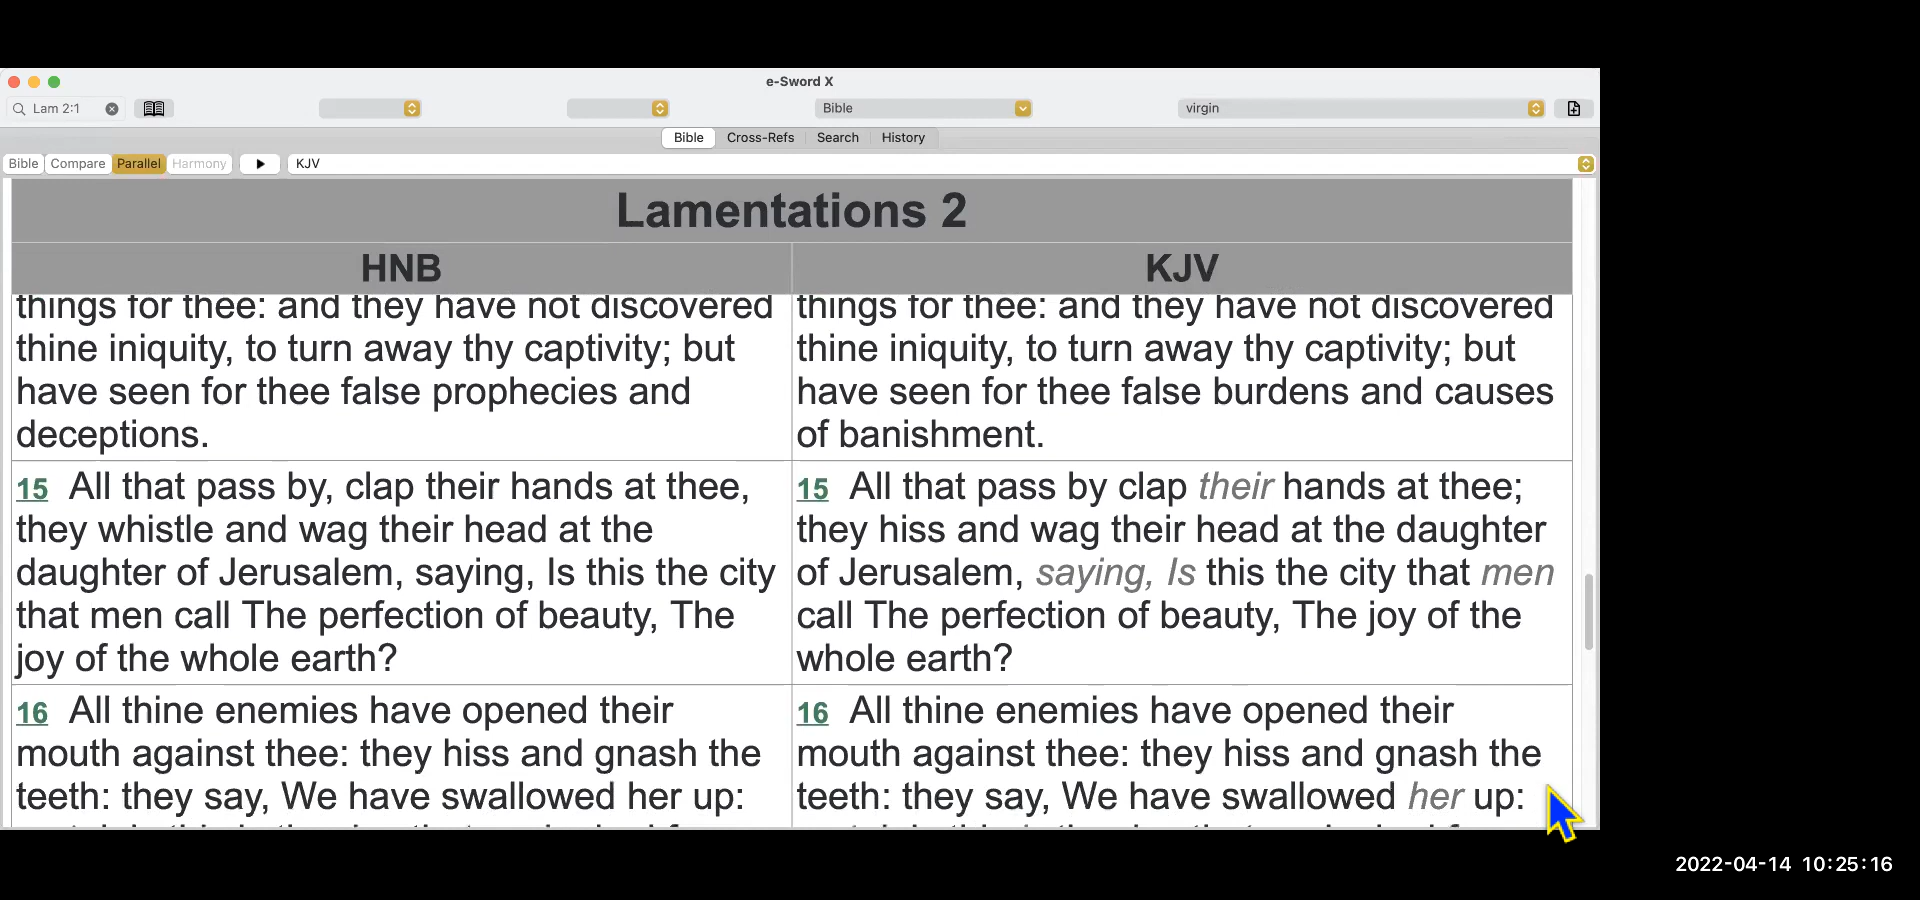 e-Sword X
Lam 2:1
Bible
virgin
Bible Cross-Refs Search History
Bible Compare Parallel Harmony KJV
Lamentations 2
HNB
things for thee: and they have not discovered
thine iniquity, to turn away thy captivity; but
have seen for thee false prophecies and
deceptions.
15 All that pass by, clap their hands at thee,
they whistle and wag their head at the
daughter of Jerusalem, saying, Is this the city
that men call The perfection of beauty, The
joy of the whole earth?
16 All thine enemies have opened their
mouth against thee: they hiss and gnash the
teeth: they say, We have swallowed her up:
KJV
things for thee: and they have not discovered
thine iniquity, to turn away thy captivity; but
have seen for thee false burdens and causes
of banishment.
15 All that pass by clap their hands at thee;
they hiss and wag their head at the daughter
of Jerusalem, saying, Is this the city that men
call The perfection of beauty, The joy of the
whole earth?
16 All thine enemies have opened their
mouth against thee: they hiss and gnash the
teeth: they say, We have swallowed her up:
2022-04-14 10:25:16